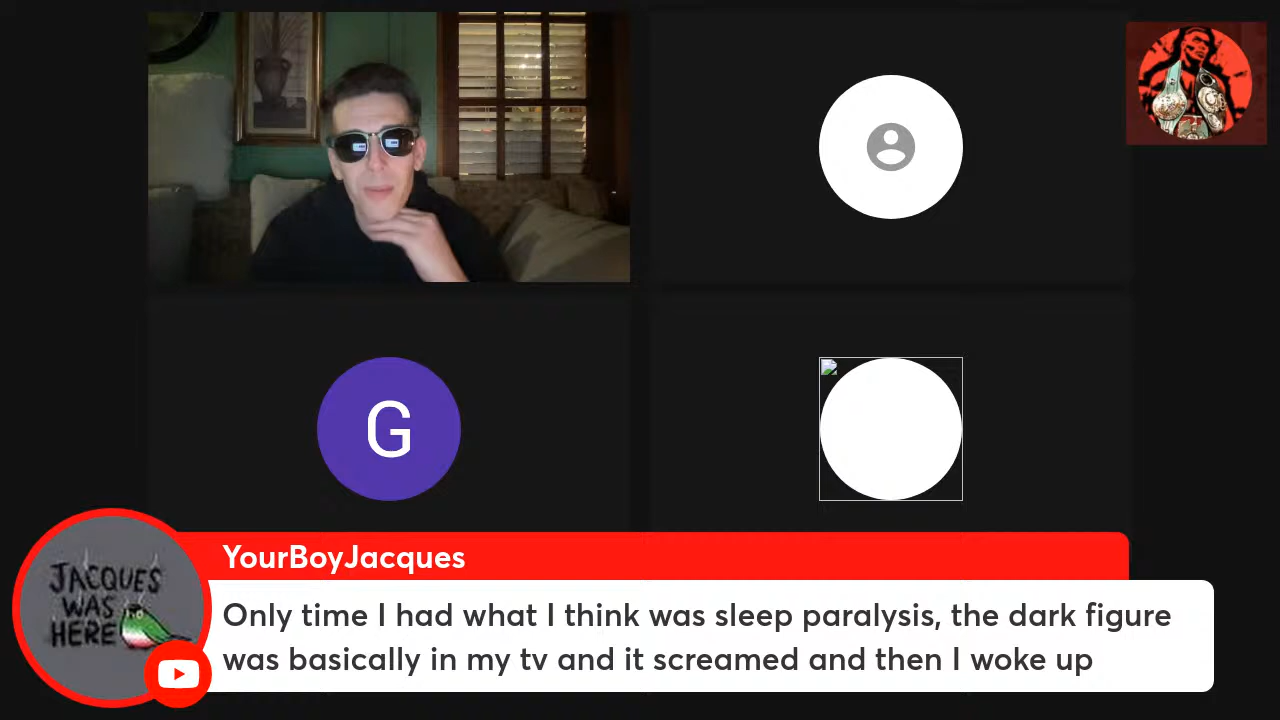 G
JACQUES
WAS
HERE
YourBoyJacques
Only time I had what I think was sleep paralysis, the dark figure
was basically in my tv and it screamed and then I woke up